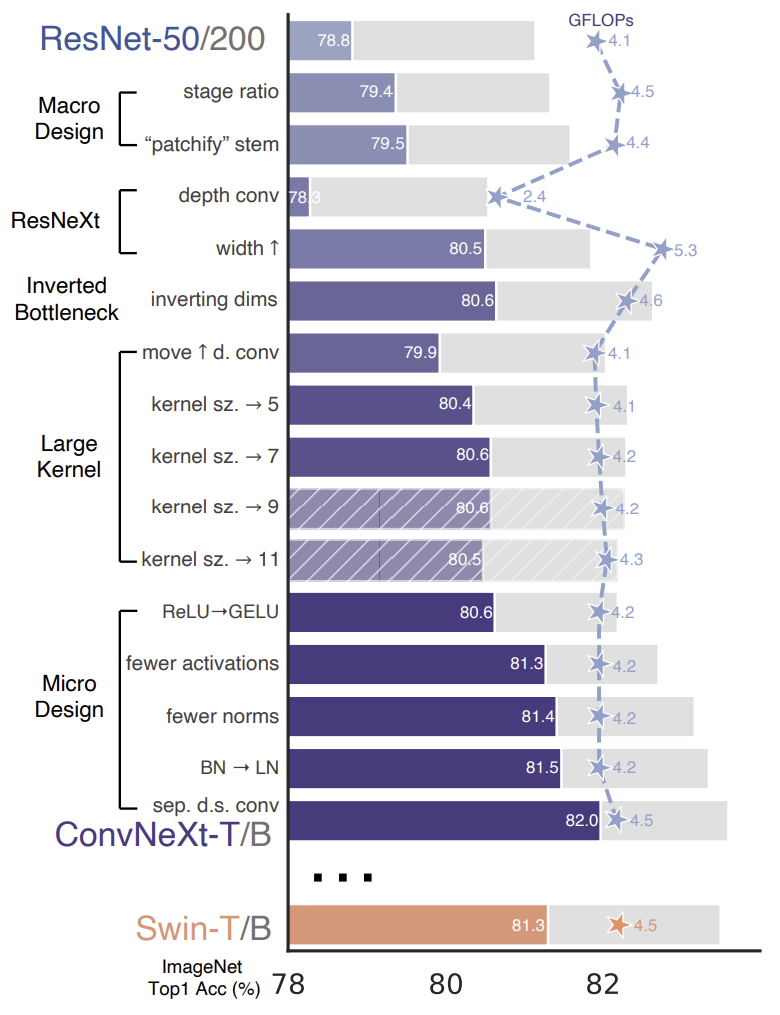 GFLOPs
ResNet-50/200 78.8 4.1
Macro
Design
stage ratio 79.4 4.5
“patchify” stem 79.5 4.4
ResNeXt
depth conv 78.3 2.4
width ↑ 80.5 5.3
Inverted
Bottleneck
inverting dims 80.6 4.6
Large
Kernel
move ↑ d. conv 79.9 4.1
kernel sz. → 5 80.4 4.1
kernel sz. → 7 80.6 4.2
kernel sz. → 9 80.6 4.2
kernel sz. → 11 80.5 4.3
Micro
Design
ReLU→GELU 80.6 4.2
fewer activations 81.3 4.2
fewer norms 81.4 4.2
BN → LN 81.5 4.2
sep. d.s. conv
ConvNeXt-T/B 82.0 4.5
Swin-T/B 81.3 4.5
ImageNet
Top1 Acc (%) 78 80 82